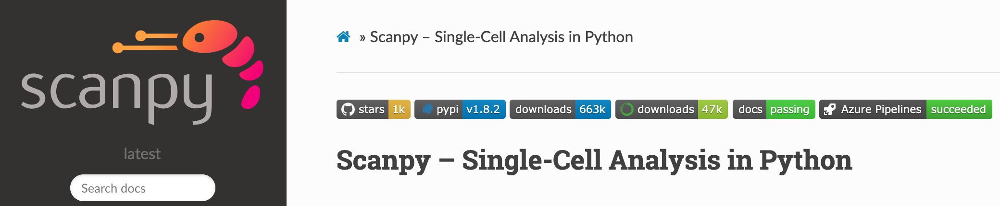 scanpy
latest
Search docs
» Scanpy – Single-Cell Analysis in Python
stars 1k pypi v1.8.2 downloads 663k downloads 47k docs passing Azure Pipelines succeeded
Scanpy – Single-Cell Analysis in Python